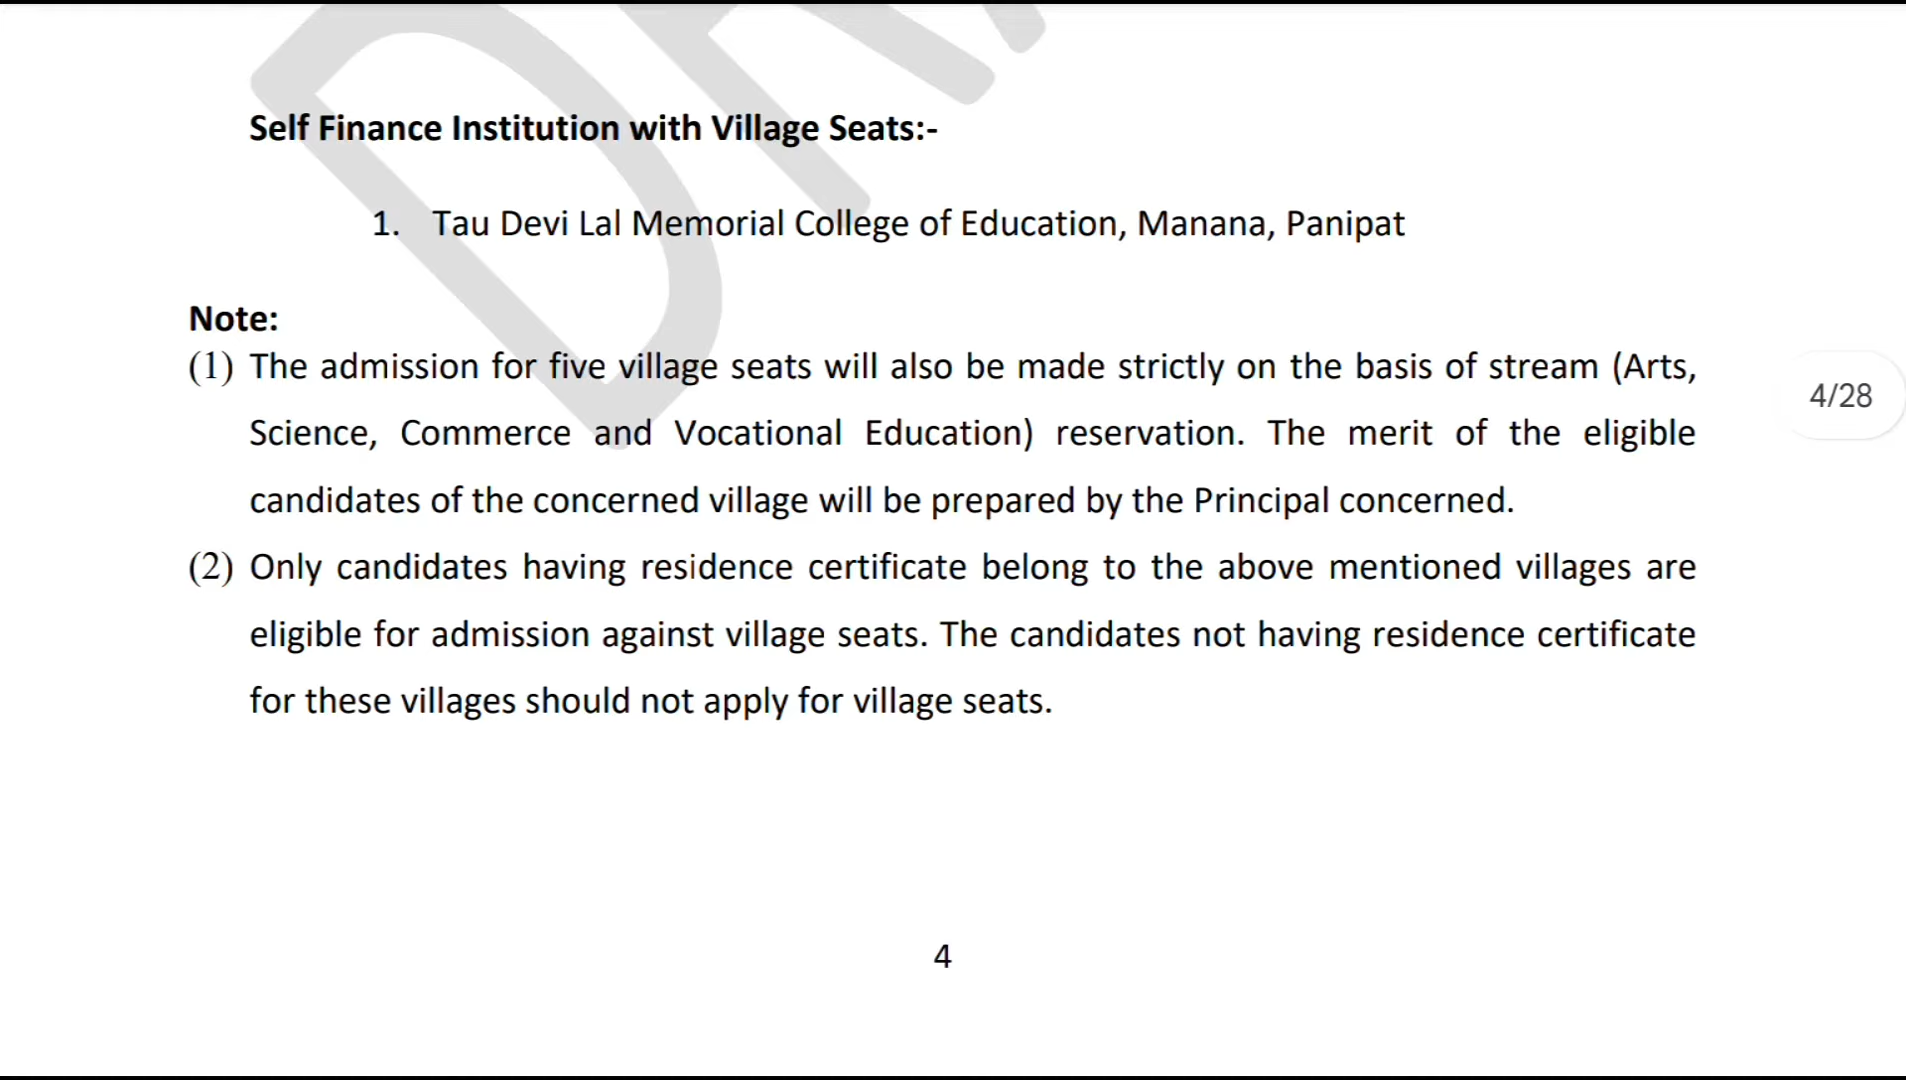 Self Finance Institution with Village Seats:-
1. Tau Devi Lal Memorial College of Education, Manana, Panipat
Note:
(1) The admission for five village seats will also be made strictly on the basis of stream (Arts,
Science, Commerce and Vocational Education) reservation. The merit of the eligible
candidates of the concerned village will be prepared by the Principal concerned.
4/28
(2) Only candidates having residence certificate belong to the above mentioned villages are
eligible for admission against village seats. The candidates not having residence certificate
for these villages should not apply for village seats.
4